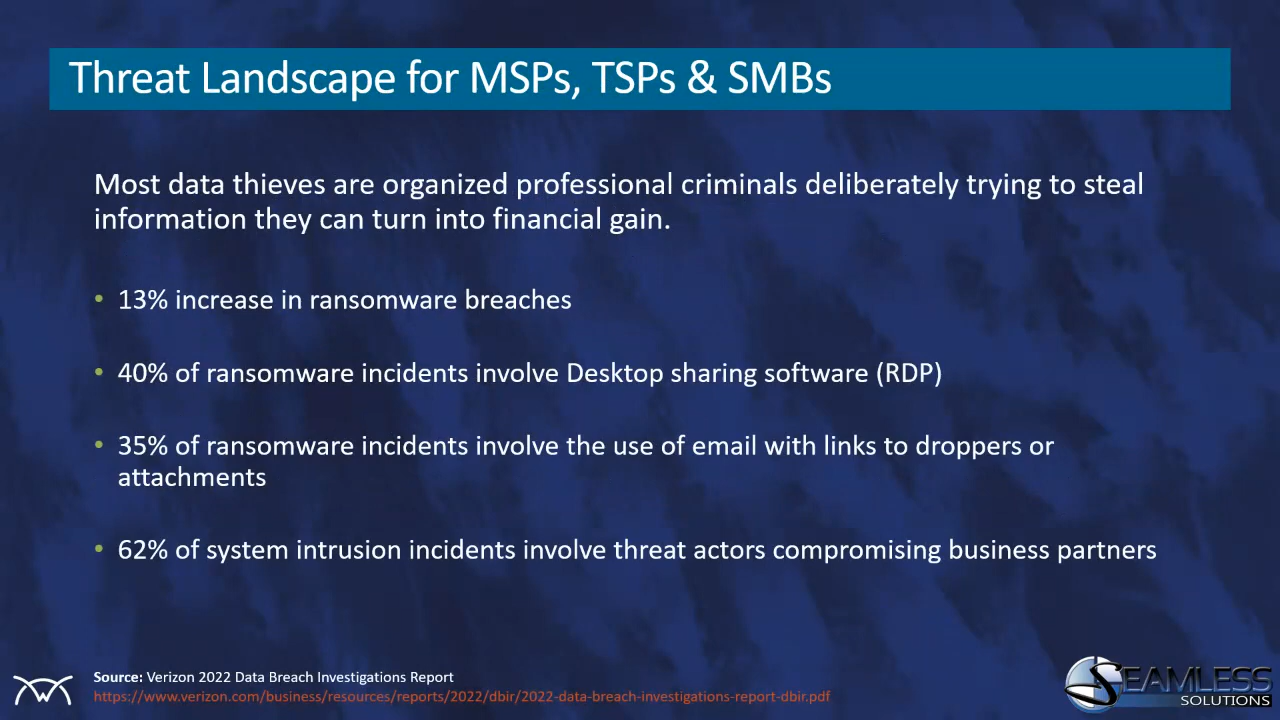 Threat Landscape for MSPs, TSPs & SMBs
Most data thieves are organized professional criminals deliberately trying to steal
information they can turn into financial gain.
• 13% increase in ransomware breaches
• 40% of ransomware incidents involve Desktop sharing software (RDP)
• 35% of ransomware incidents involve the use of email with links to droppers or
attachments
• 62% of system intrusion incidents involve threat actors compromising business partners
Source: Verizon 2022 Data Breach Investigations Report
https://www.verizon.com/business/resources/reports/2022/dbir/2022-data-breach-investigations-report-dbir.pdf
SEAMLESS
SOLUTIONS